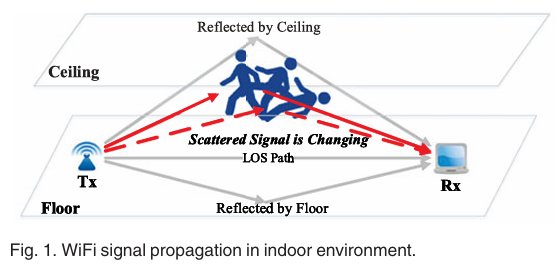 Reflected by Ceiling
Ceiling
Scattered Signal is Changing
LOS Path
Tx
Rx
Floor
Reflected by Floor
Fig. 1. WiFi signal propagation in indoor environment.